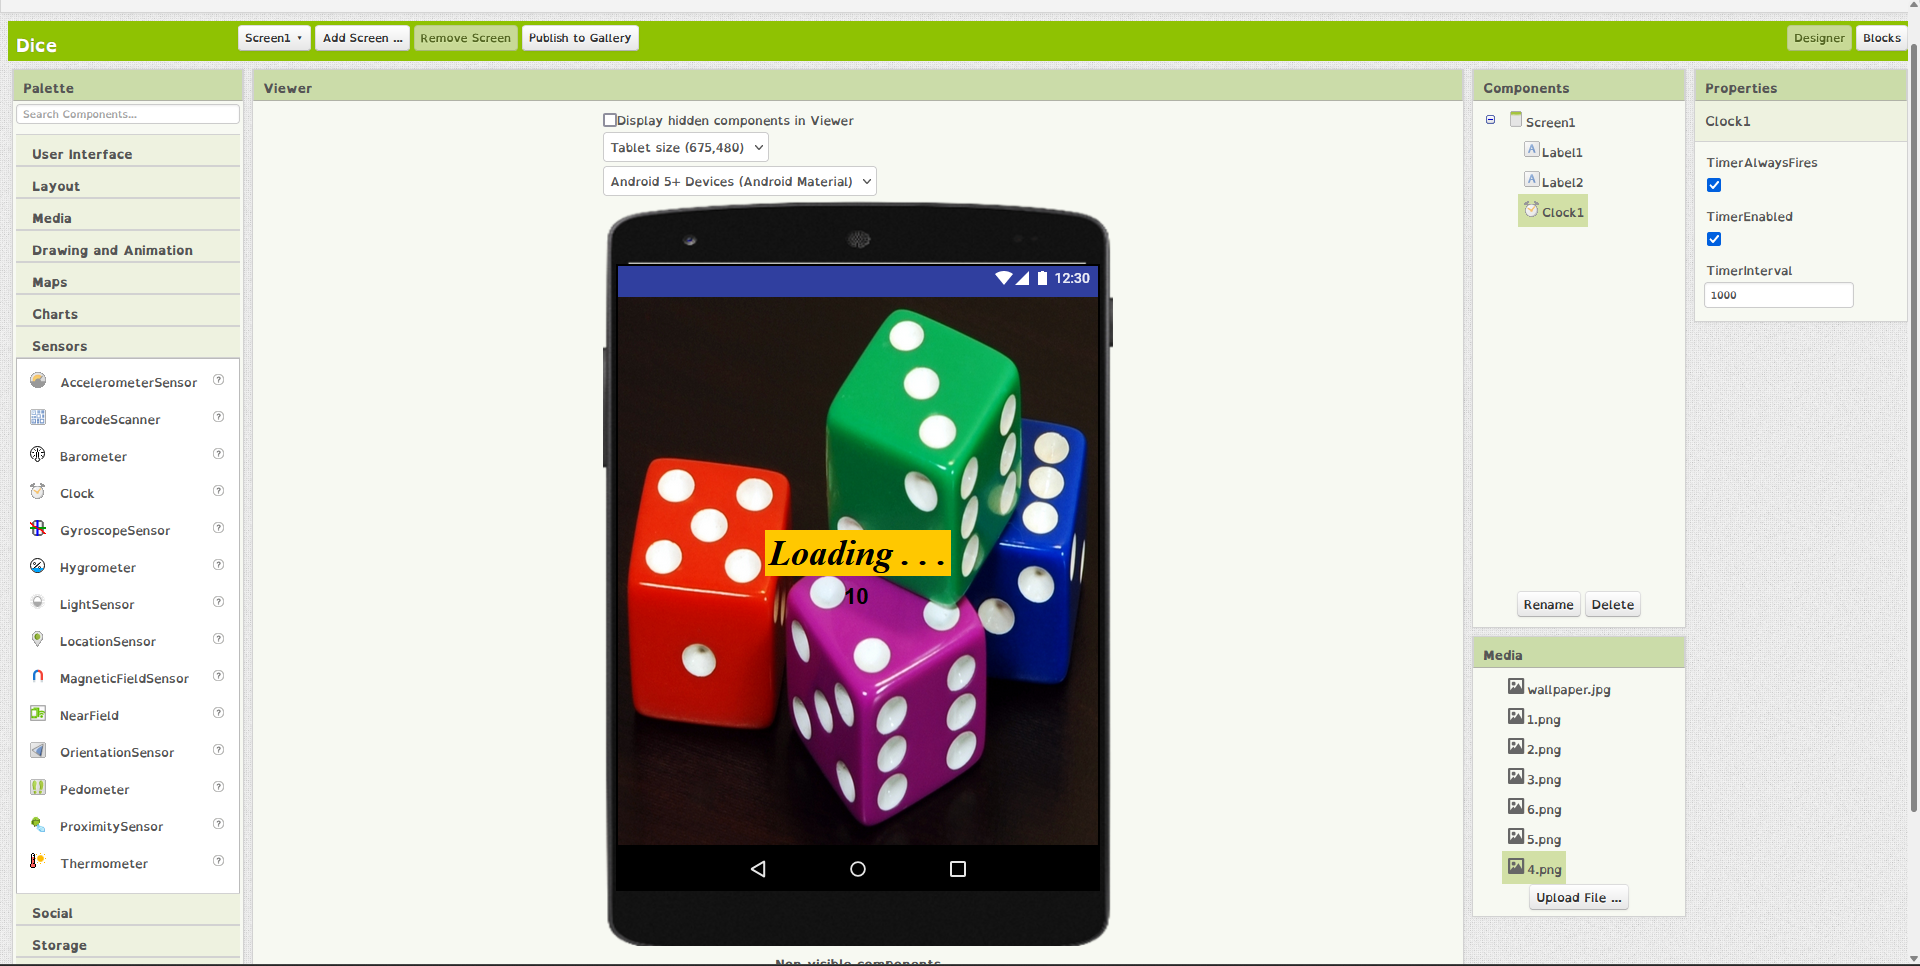 Dice
Screen1
Add Screen ...
Remove Screen
Publish to Gallery
Designer
Blocks
Palette
Search Components...
User Interface
Layout
Media
Drawing and Animation
Maps
Charts
Sensors
AccelerometerSensor
BarcodeScanner
Barometer
Clock
GyroscopeSensor
Hygrometer
LightSensor
LocationSensor
MagneticFieldSensor
NearField
OrientationSensor
Pedometer
ProximitySensor
Thermometer
Social
Storage
Viewer
Display hidden components in Viewer
Tablet size (675,480)
Android 5+ Devices (Android Material)
12:30
Loading . . .
10
Non-visible components
Components
Screen1
Label1
Label2
Clock1
Rename
Delete
Media
wallpaper.jpg
1.png
2.png
3.png
6.png
5.png
4.png
Upload File ...
Properties
Clock1
TimerAlwaysFires
TimerEnabled
TimerInterval
1000